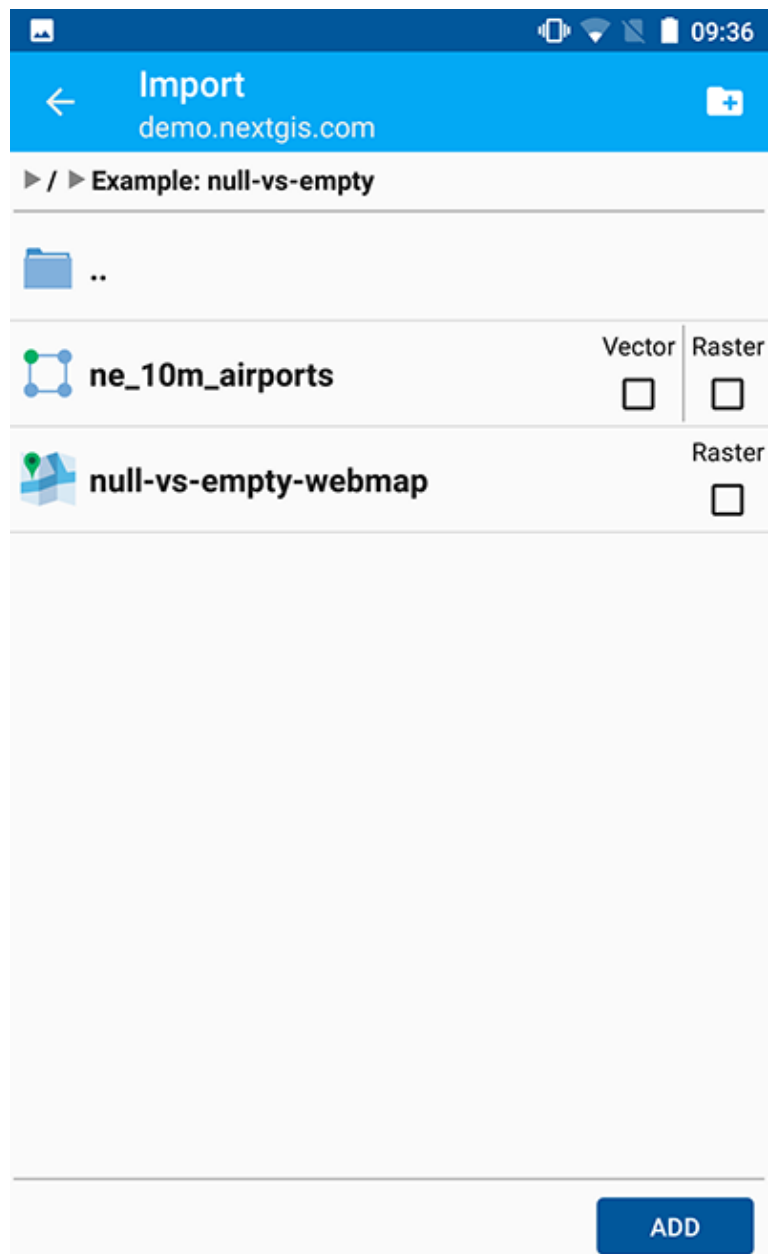 09:36
Import
demo.nextgis.com
/ Example: null-vs-empty
..
Vector Raster
ne_10m_airports
Raster
null-vs-empty-webmap
ADD